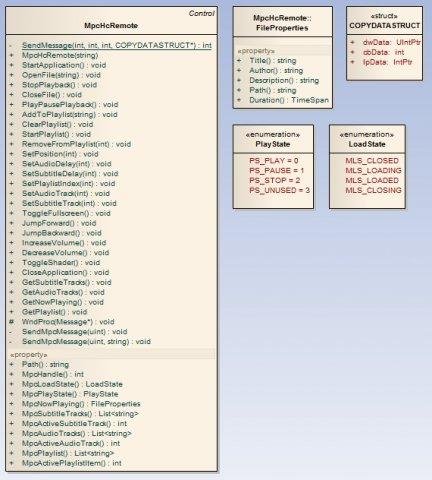 Control
MpcHcRemote
- SendMessage(int, int, int, COPYDATASTRUCT*) : int
+ MpcHcRemote(string)
+ StartApplication() : void
+ OpenFile(string) : void
+ StopPlayback() : void
+ CloseFile() : void
+ PlayPausePlayback() : void
+ AddToPlaylist(string) : void
+ ClearPlaylist() : void
+ StartPlaylist() : void
+ RemoveFromPlaylist(int) : void
+ SetPosition(int) : void
+ SetAudioDelay(int) : void
+ SetSubtitleDelay(int) : void
+ SetPlaylistIndex(int) : void
+ SetAudioTrack(int) : void
+ SetSubtitleTrack(int) : void
+ ToggleFullscreen() : void
+ JumpForward() : void
+ JumpBackward() : void
+ IncreaseVolume() : void
+ DecreaseVolume() : void
+ ToggleShader() : void
+ CloseApplication() : void
+ GetSubtitleTracks() : void
+ GetAudioTracks() : void
+ GetNowPlaying() : void
+ GetPlaylist() : void
# WndProc(Message*) : void
- SendMpcMessage(uint) : void
- SendMpcMessage(uint, string) : void
«property»
+ Path() : string
+ MpcHandle() : int
+ MpcLoadState() : LoadState
+ MpcPlayState() : PlayState
+ MpcNowPlaying() : FileProperties
+ MpcSubtitleTracks() : List<string>
+ MpcActiveSubtitleTrack() : int
+ MpcAudioTracks() : List<string>
+ MpcActiveAudioTrack() : int
+ MpcPlaylist() : List<string>
+ MpcActivePlaylistItem() : int
MpcHcRemote::
FileProperties
«property»
+ Title() : string
+ Author() : string
+ Description() : string
+ Path() : string
+ Duration() : TimeSpan
«struct»
COPYDATASTRUCT
+ dwData: UIntPtr
+ cbData: int
+ lpData: IntPtr
«enumeration»
PlayState
PS_PLAY = 0
PS_PAUSE = 1
PS_STOP = 2
PS_UNUSED = 3
«enumeration»
LoadState
MLS_CLOSED
MLS_LOADING
MLS_LOADED
MLS_CLOSING